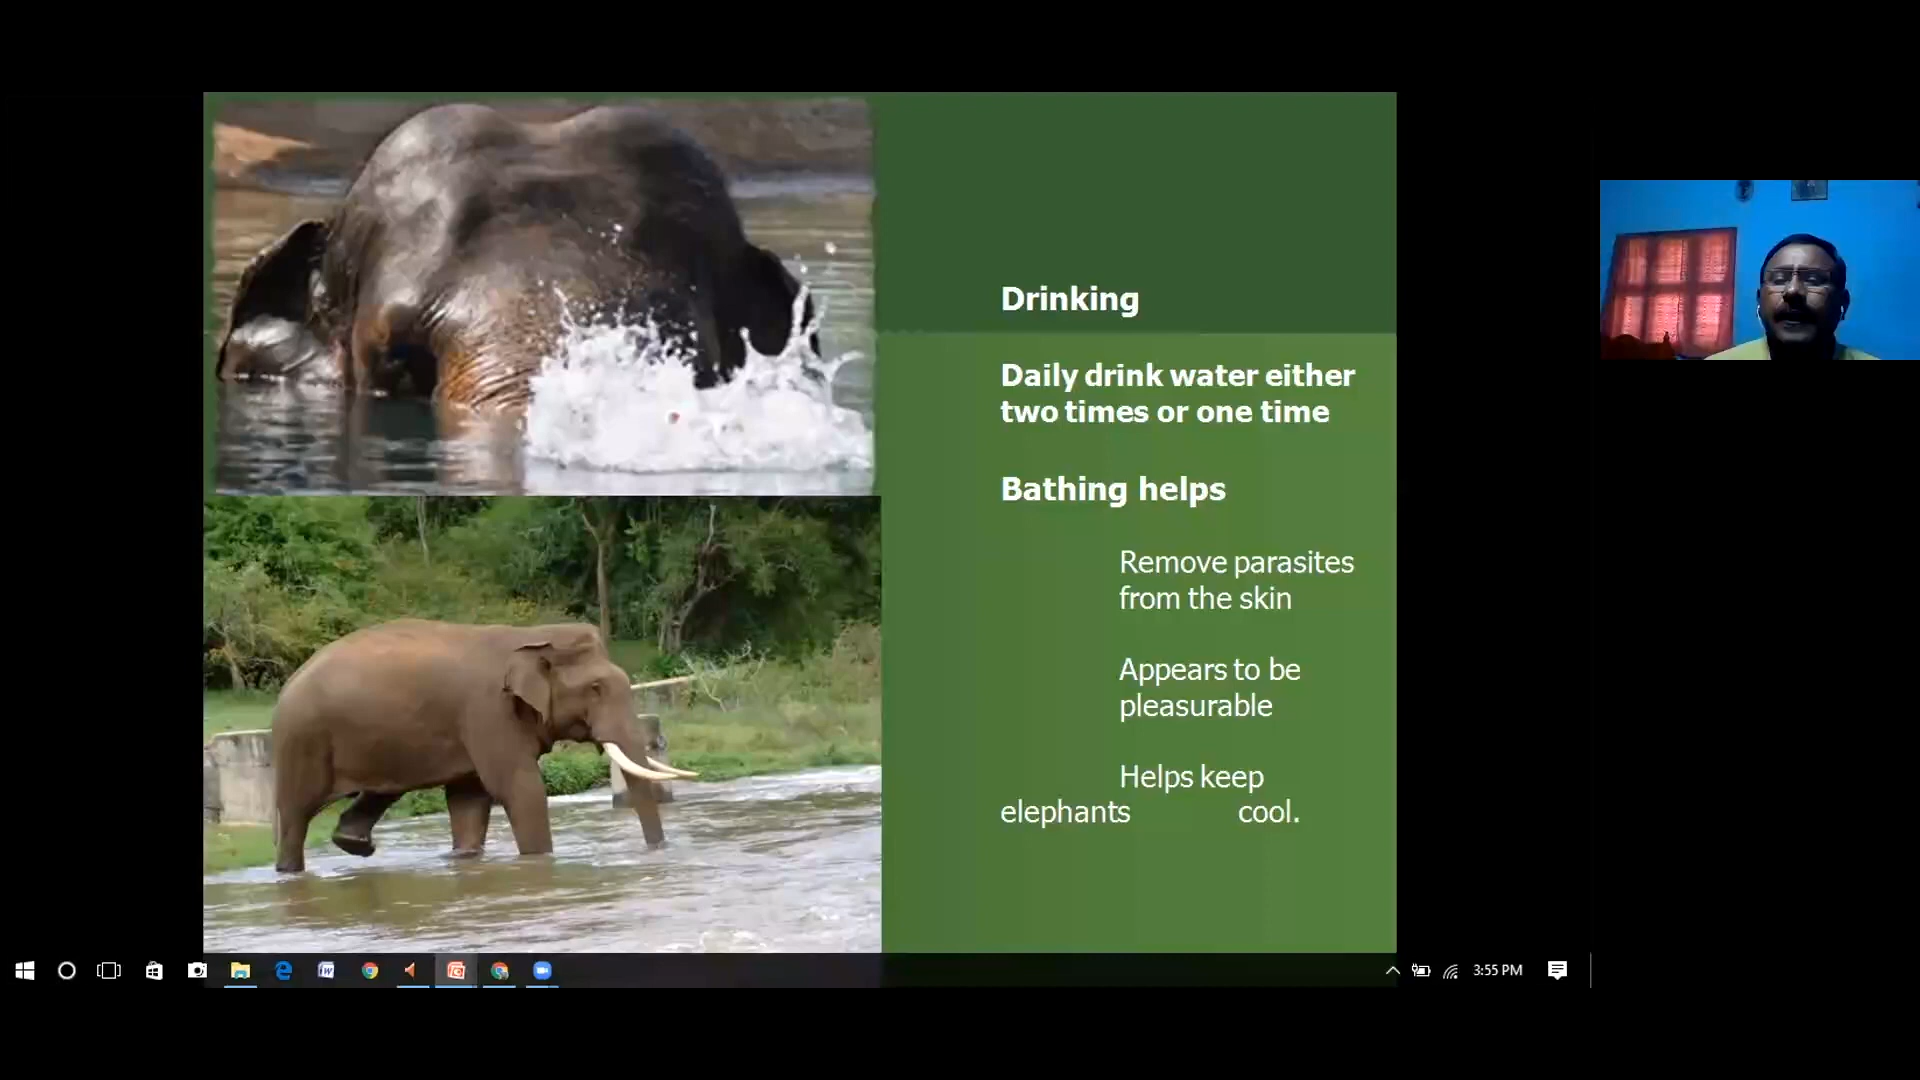 Drinking
Daily drink water either
two times or one time
Bathing helps
Remove parasites
from the skin
Appears to be
pleasurable
Helps keep
elephants cool.
3:55 PM